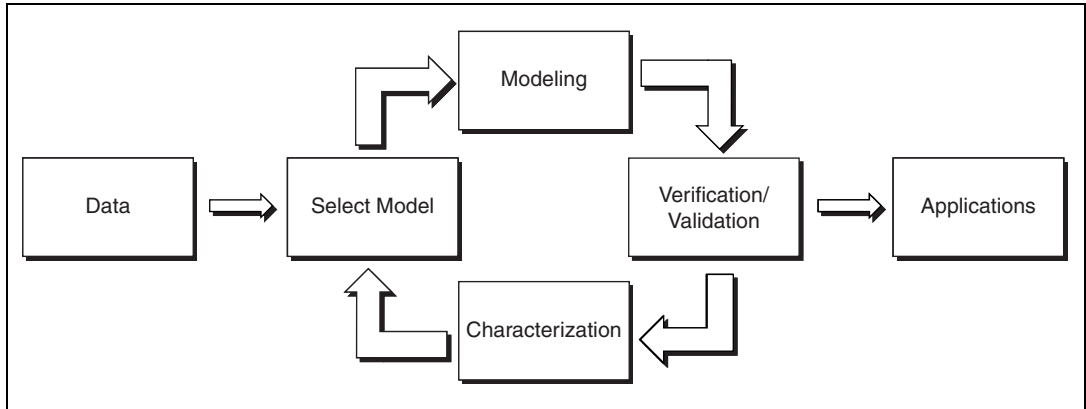 Modeling
Data
Select Model
Verification/
Validation
Applications
Characterization